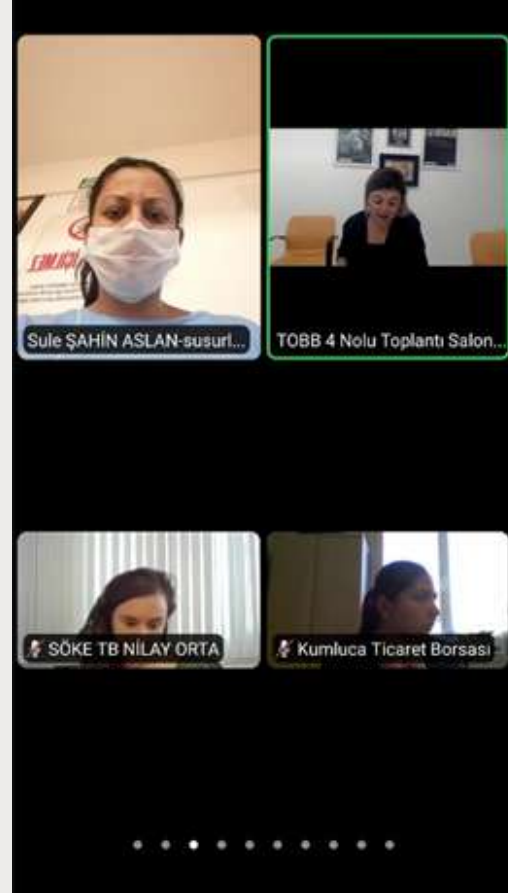 Sule ŞAHİN ASLAN-susurl...
TOBB 4 Nolu Toplantı Salon...
SÖKE TB NİLAY ORTA
Kumluca Ticaret Borsası